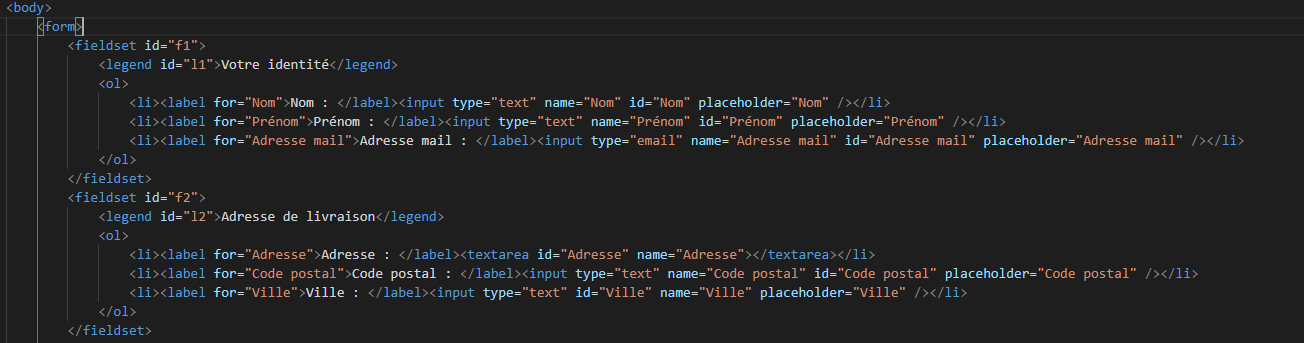 <body>
<form>
<fieldset id="f1">
<legend id="l1">Votre identité</legend>
<ol>
<li><label for="Nom">Nom : </label><input type="text" name="Nom" id="Nom" placeholder="Nom" /></li>
<li><label for="Prénom">Prénom : </label><input type="text" name="Prénom" id="Prénom" placeholder="Prénom" /></li>
<li><label for="Adresse mail">Adresse mail : </label><input type="email" name="Adresse mail" id="Adresse mail" placeholder="Adresse mail" /></li>
</ol>
</fieldset>
<fieldset id="f2">
<legend id="l2">Adresse de livraison</legend>
<ol>
<li><label for="Adresse">Adresse : </label><textarea id="Adresse" name="Adresse"></textarea></li>
<li><label for="Code postal">Code postal : </label><input type="text" name="Code postal" id="Code postal" placeholder="Code postal" /></li>
<li><label for="Ville">Ville : </label><input type="text" id="Ville" name="Ville" placeholder="Ville" /></li>
</ol>
</fieldset>